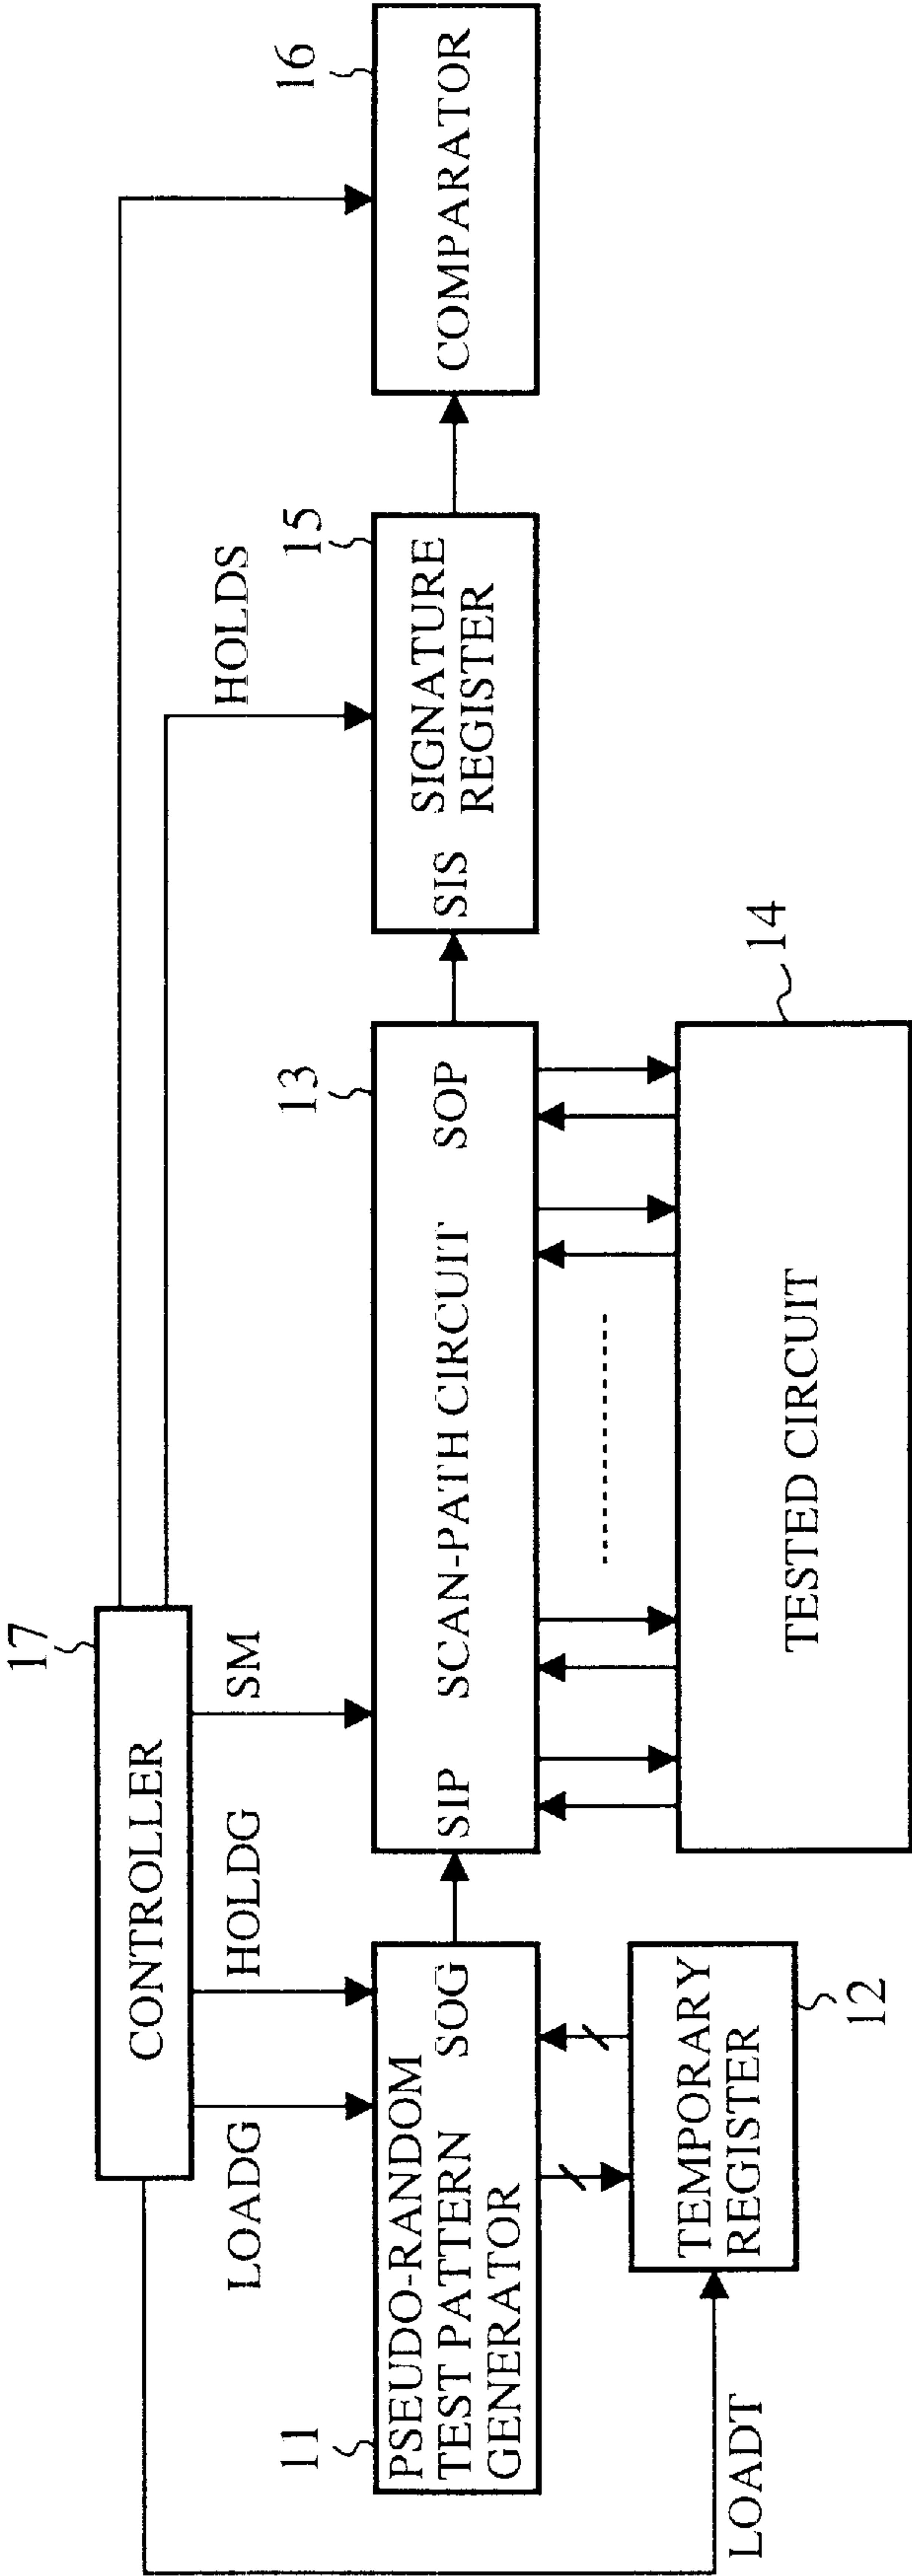 17
CONTROLLER
LOADG
HOLDG
SM
HOLDS
11
PSEUDO-RANDOM
TEST PATTERN
GENERATOR
SOG
13
SIP
SCAN-PATH CIRCUIT
SOP
15
SIS
SIGNATURE
REGISTER
16
COMPARATOR
LOADT
TEMPORARY
REGISTER
12
TESTED CIRCUIT
14